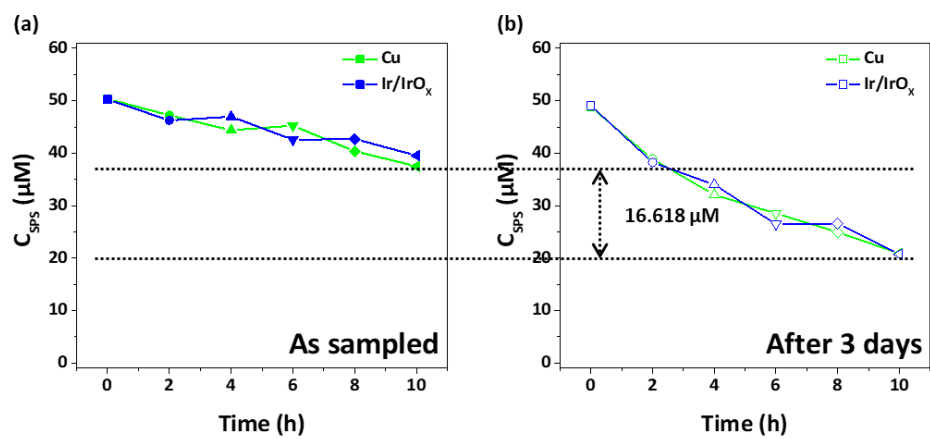 (a)
Cu
Ir/IrOX
60
50
40
30
20
10
0
CSPS (μM)
As sampled
0 2 4 6 8 10
Time (h)
(b)
Cu
Ir/IrOX
60
50
40
30
20
10
0
CSPS (μM)
16.618 μM
After 3 days
0 2 4 6 8 10
Time (h)